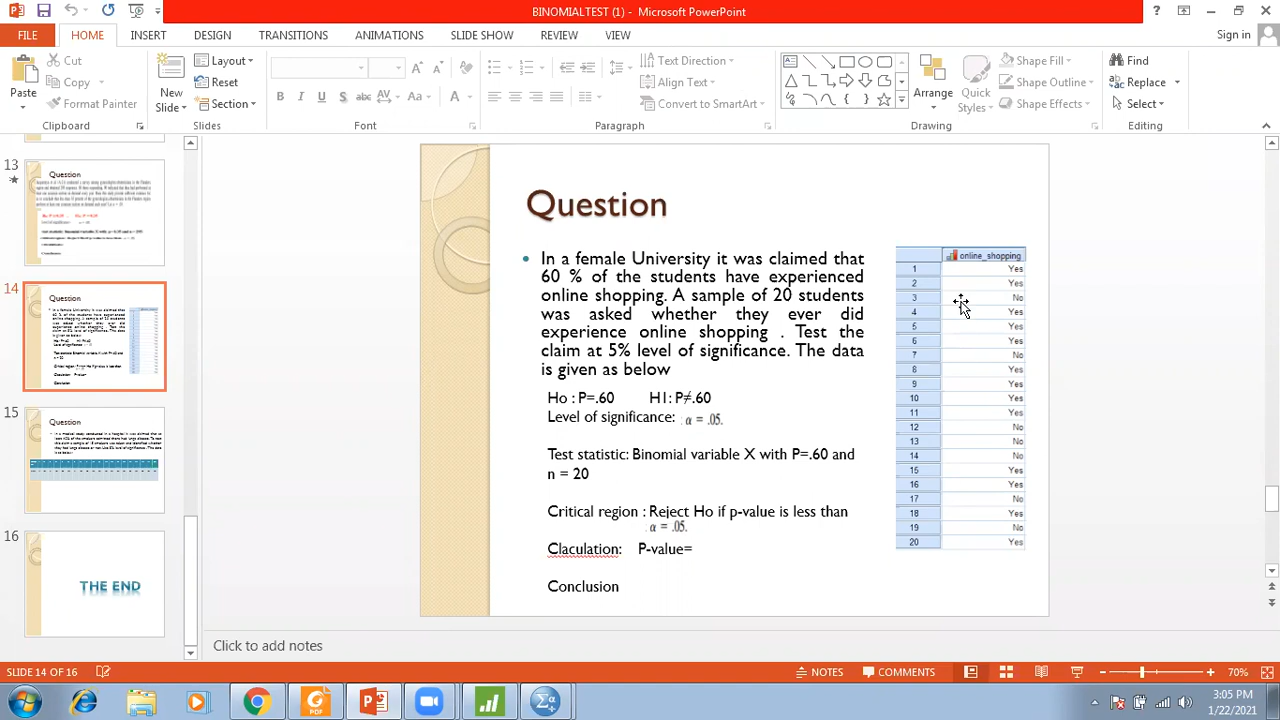 BINOMIALTEST (1) - Microsoft PowerPoint
FILE HOME INSERT DESIGN TRANSITIONS ANIMATIONS SLIDE SHOW REVIEW VIEW Sign in
Paste Cut Copy Format Painter
Clipboard
New Slide Layout Reset Section
Slides
B I U S abc AV Aa A
Font
Text Direction
Align Text
Convert to SmartArt
Paragraph
Arrange Quick Styles
Shape Fill
Shape Outline
Shape Effects
Drawing
Find
Replace
Select
Editing
13
Question
14
Question
15
Question
16
THE END
Question
In a female University it was claimed that
60 % of the students have experienced
online shopping. A sample of 20 students
was asked whether they ever did
experience online shopping . Test the
claim at 5% level of significance. The data
is given as below
Ho : P=.60 H1: P≠.60
Level of significance: : α = .05.
Test statistic: Binomial variable X with P=.60 and
n = 20
Critical region : Reject Ho if p-value is less than
α = .05.
Claculation: P-value=
Conclusion
online_shopping
1 Yes
2 Yes
3 No
4 Yes
5 Yes
6 Yes
7 No
8 Yes
9 Yes
10 Yes
11 Yes
12 No
13 No
14 No
15 Yes
16 Yes
17 No
18 Yes
19 No
20 Yes
Click to add notes
SLIDE 14 OF 16 NOTES COMMENTS 70%
PDF
3:05 PM
1/22/2021